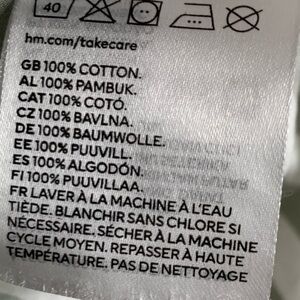 40
hm.com/takecare
GB 100% COTTON.
AL 100% PAMBUK.
CAT 100% COTÓ.
CZ 100% BAVLNA.
DE 100% BAUMWOLLE.
EE 100% PUUVILL.
ES 100% ALGODÓN.
FI 100% PUUVILLAA.
FR LAVER À LA MACHINE À L'EAU
TIÈDE. BLANCHIR SANS CHLORE SI
NÉCESSAIRE. SÉCHER À LA MACHINE
CYCLE MOYEN. REPASSER À HAUTE
TEMPÉRATURE. PAS DE NETTOYAGE